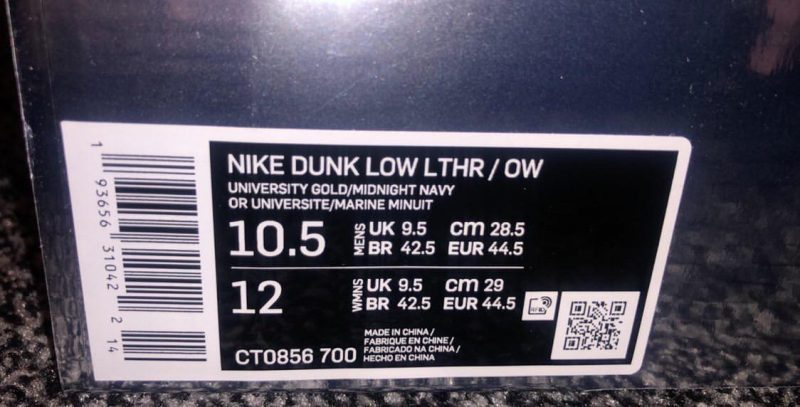 NIKE DUNK LOW LTHR / OW
UNIVERSITY GOLD/MIDNIGHT NAVY
OR UNIVERSITE/MARINE MINUIT
10.5 MENS UK 9.5 cm 28.5
BR 42.5 EUR 44.5
12 WMNS UK 9.5 cm 29
BR 42.5 EUR 44.5
CT0856 700
MADE IN CHINA /
FABRIQUE EN CHINE /
FABRICADO NA CHINA /
HECHO EN CHINA
1 93656 31042 2 14